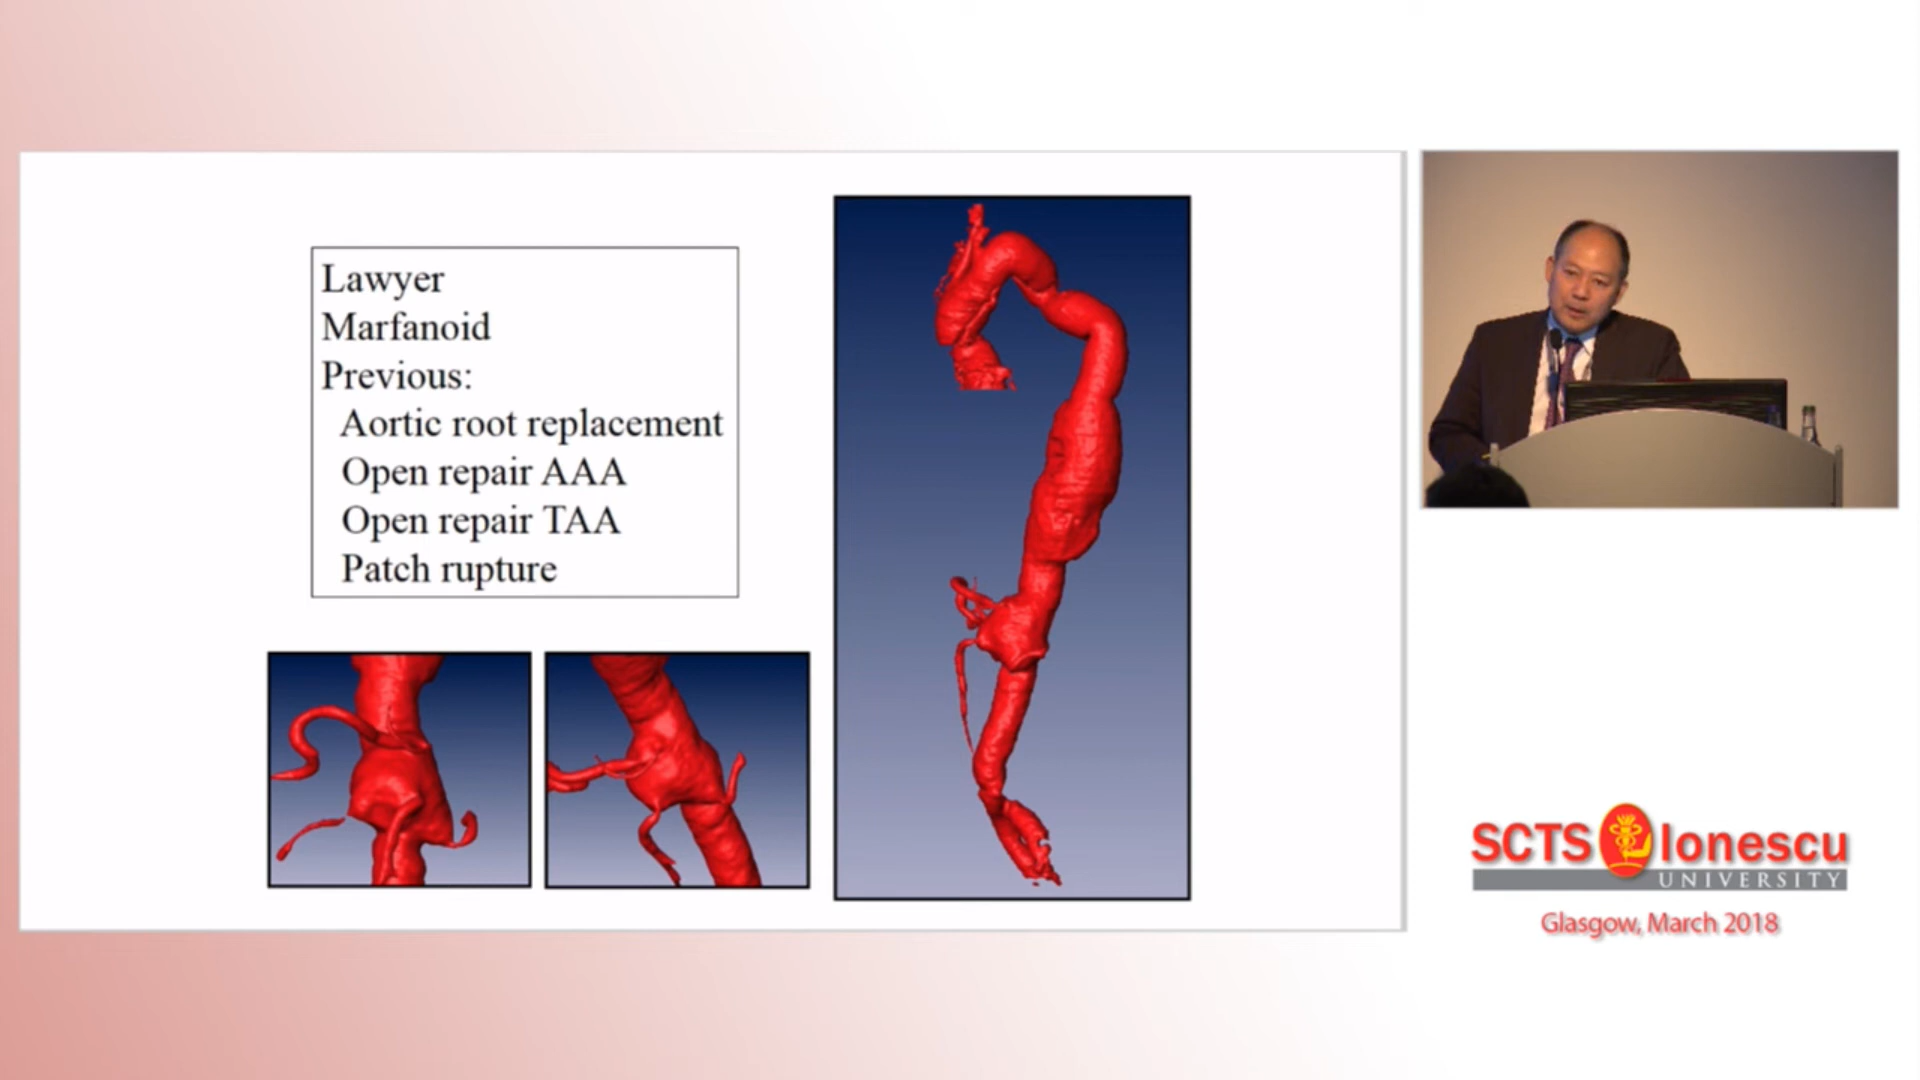 Lawyer
Marfanoid
Previous:
Aortic root replacement
Open repair AAA
Open repair TAA
Patch rupture
SCTS Ionescu
UNIVERSITY
Glasgow, March 2018